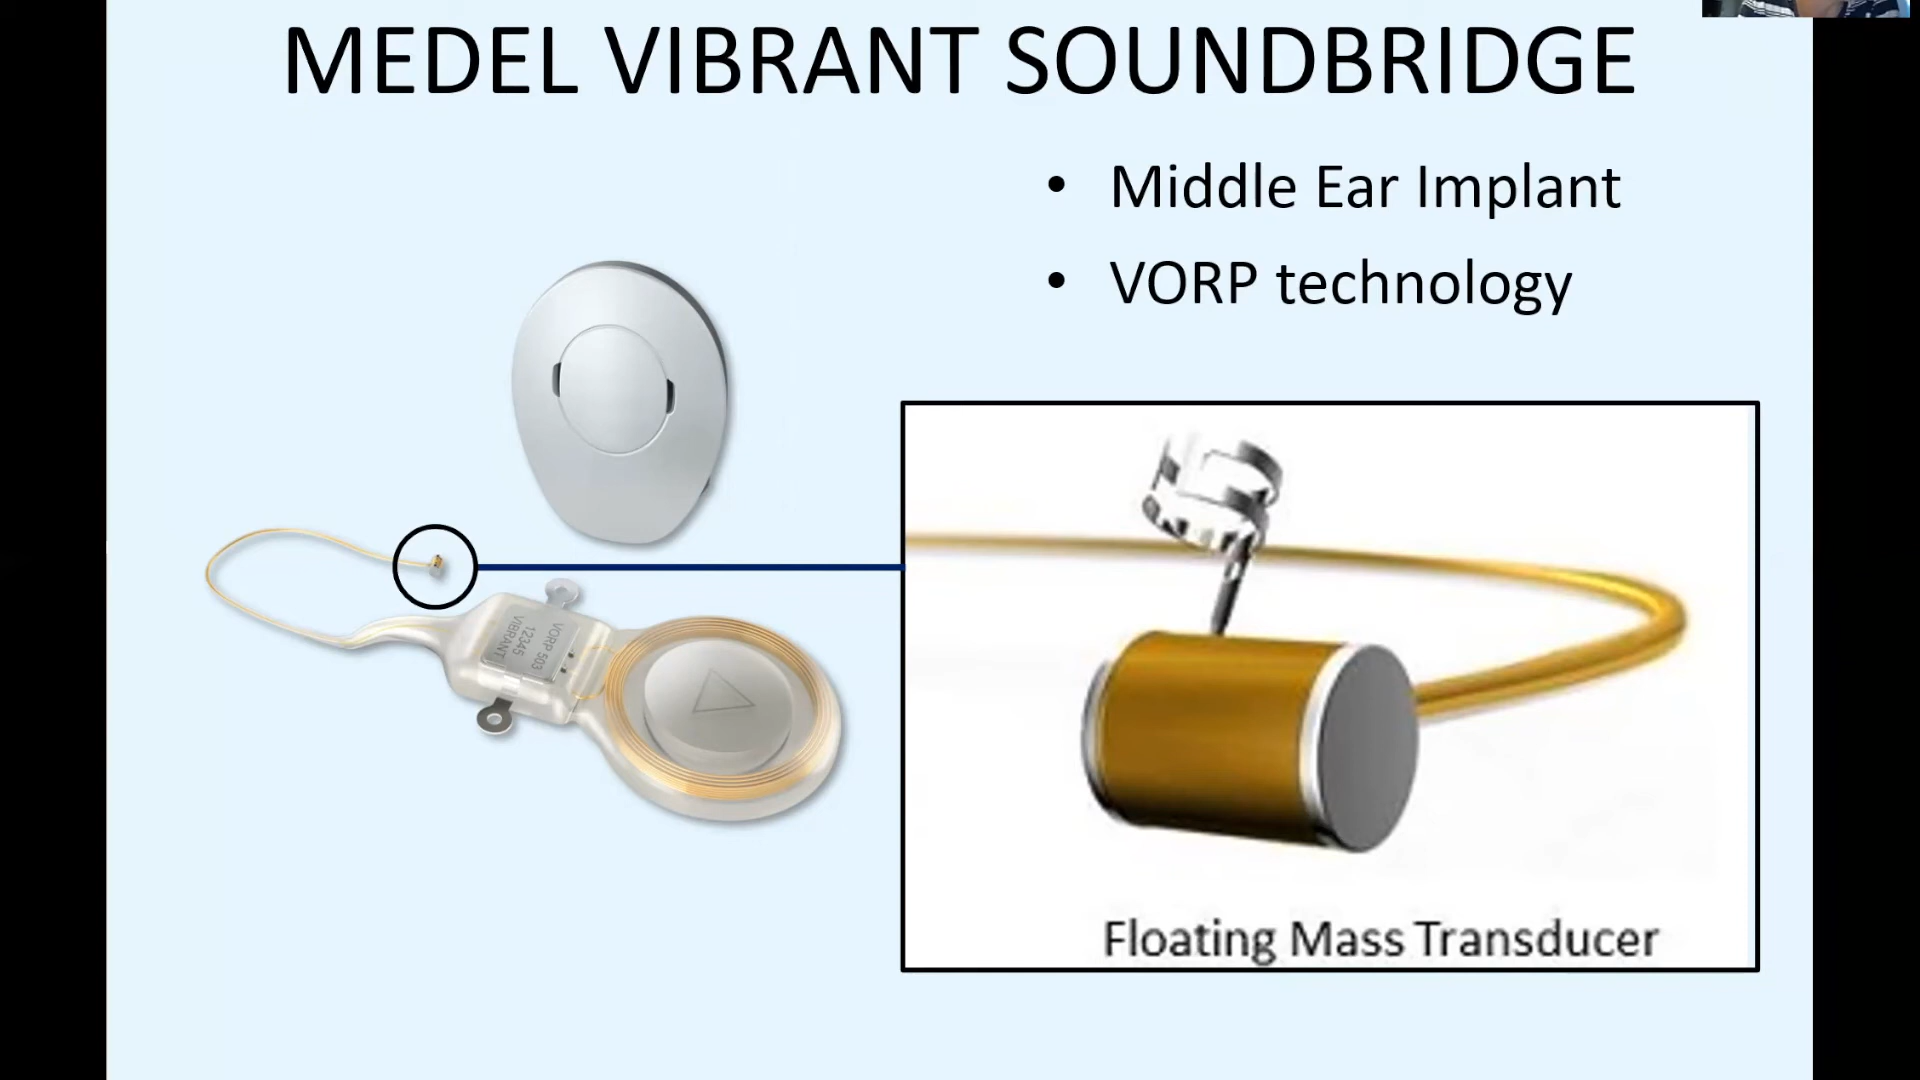 MEDEL VIBRANT SOUNDBRIDGE
• Middle Ear Implant
• VORP technology
VORP 503
12345
VIBRANT
Floating Mass Transducer